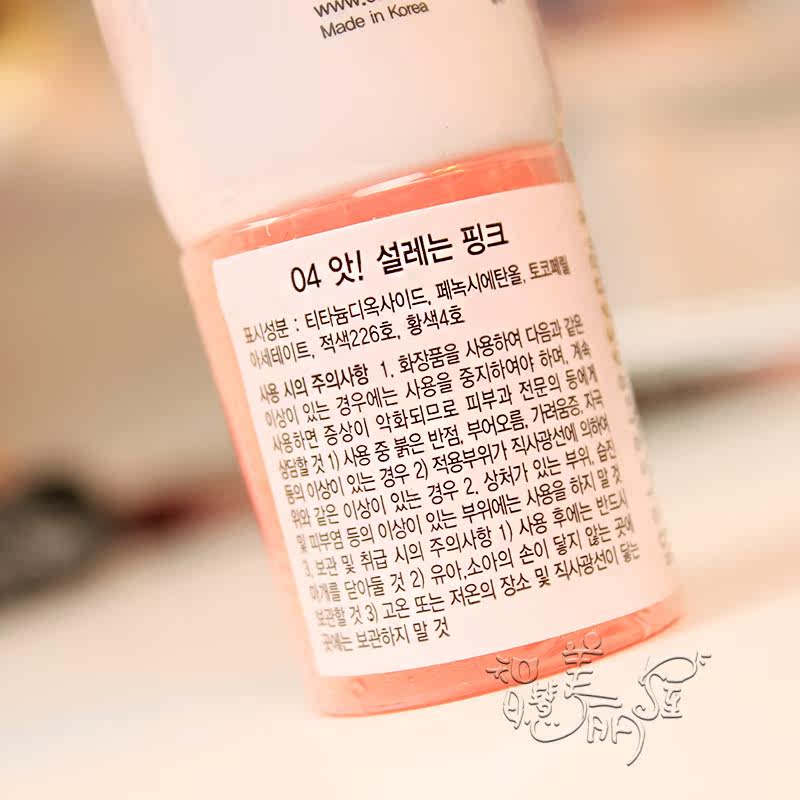 Made in Korea
04 앗! 설레는 핑크
표시성분 : 티타늄디옥사이드, 페녹시에탄올, 토코페릴
아세테이트, 적색226호, 황색4호
사용 시의 주의사항 1. 화장품을 사용하여 다음과 같은
이상이 있는 경우에는 사용을 중지하여야 하며, 계속
사용하면 증상이 악화되므로 피부과 전문의 등에게
상담할 것 1) 사용 중 붉은 반점, 부어오름, 가려움증, 자극
등의 이상이 있는 경우 2) 적용부위가 직사광선에 의하여
위와 같은 이상이 있는 경우 2. 상처가 있는 부위, 습진
및 피부염 등의 이상이 있는 부위에는 사용을 하지 말 것
3. 보관 및 취급 시의 주의사항 1) 사용 후에는 반드시
마개를 닫아둘 것 2) 유아,소아의 손이 닿지 않는 곳에
보관할 것 3) 고온 또는 저온의 장소 및 직사광선이 닿는
곳에는 보관하지 말 것
智慧美丽屋